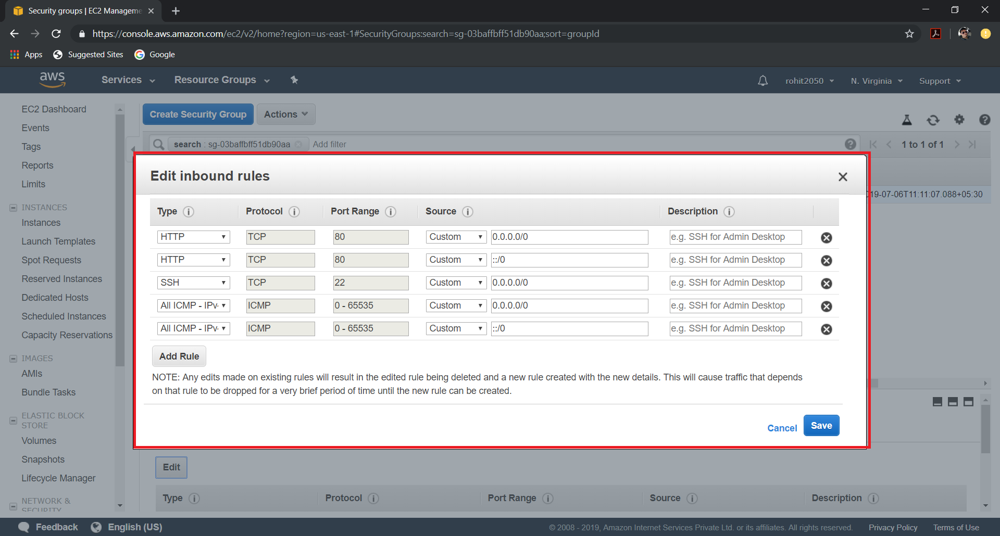 Security groups | EC2 Manageme
https://console.aws.amazon.com/ec2/v2/home?region=us-east-1#SecurityGroups:search=sg-03baffbff51db90aa;sort=groupId
Apps Suggested Sites Google
aws Services Resource Groups rohit2050 N. Virginia Support
EC2 Dashboard
Events
Tags
Reports
Limits
INSTANCES
Instances
Launch Templates
Spot Requests
Reserved Instances
Dedicated Hosts
Scheduled Instances
Capacity Reservations
IMAGES
AMIs
Bundle Tasks
ELASTIC BLOCK
STORE
Volumes
Snapshots
Lifecycle Manager
NETWORK &
SECURITY
Create Security Group Actions
search : sg-03baffbff51db90aa Add filter 1 to 1 of 1
19-07-06T11:11:07.088+05:30
Edit inbound rules
Type Protocol Port Range Source Description
HTTP TCP 80 Custom 0.0.0.0/0 e.g. SSH for Admin Desktop
HTTP TCP 80 Custom ::/0 e.g. SSH for Admin Desktop
SSH TCP 22 Custom 0.0.0.0/0 e.g. SSH for Admin Desktop
All ICMP - IPv ICMP 0 - 65535 Custom 0.0.0.0/0 e.g. SSH for Admin Desktop
All ICMP - IPv ICMP 0 - 65535 Custom ::/0 e.g. SSH for Admin Desktop
Add Rule
NOTE: Any edits made on existing rules will result in the edited rule being deleted and a new rule created with the new details. This will cause traffic that depends
on that rule to be dropped for a very brief period of time until the new rule can be created.
Cancel Save
Edit
Type Protocol Port Range Source Description
Feedback English (US) © 2008 - 2019, Amazon Internet Services Private Ltd. or its affiliates. All rights reserved. Privacy Policy Terms of Use